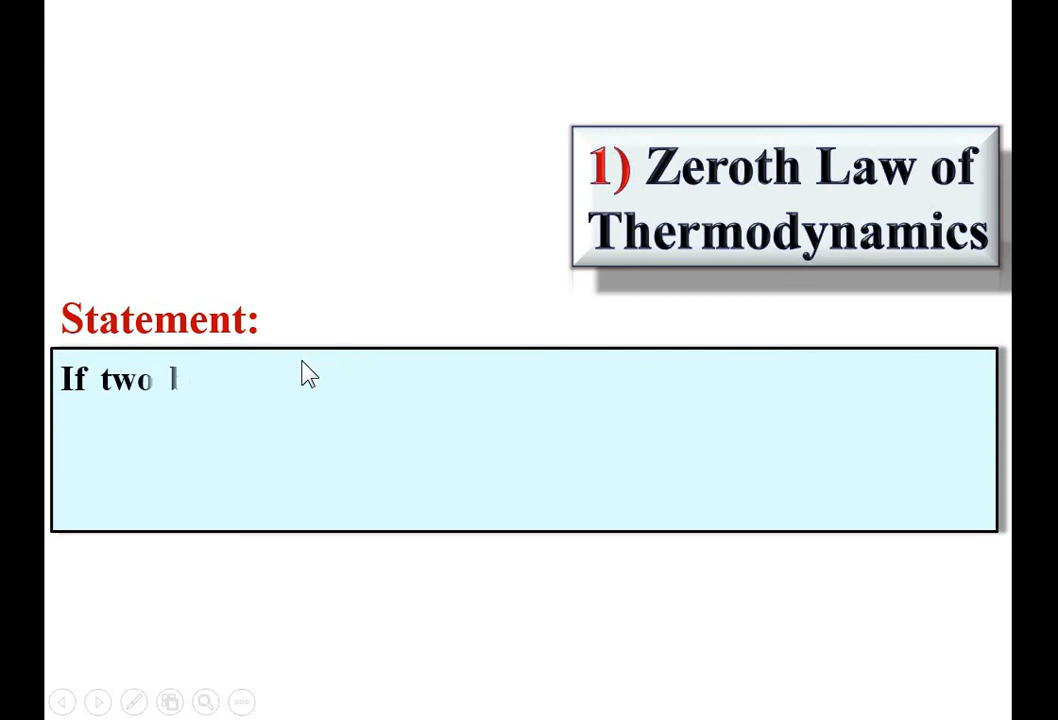 1) Zeroth Law of
Thermodynamics
Statement:
If two